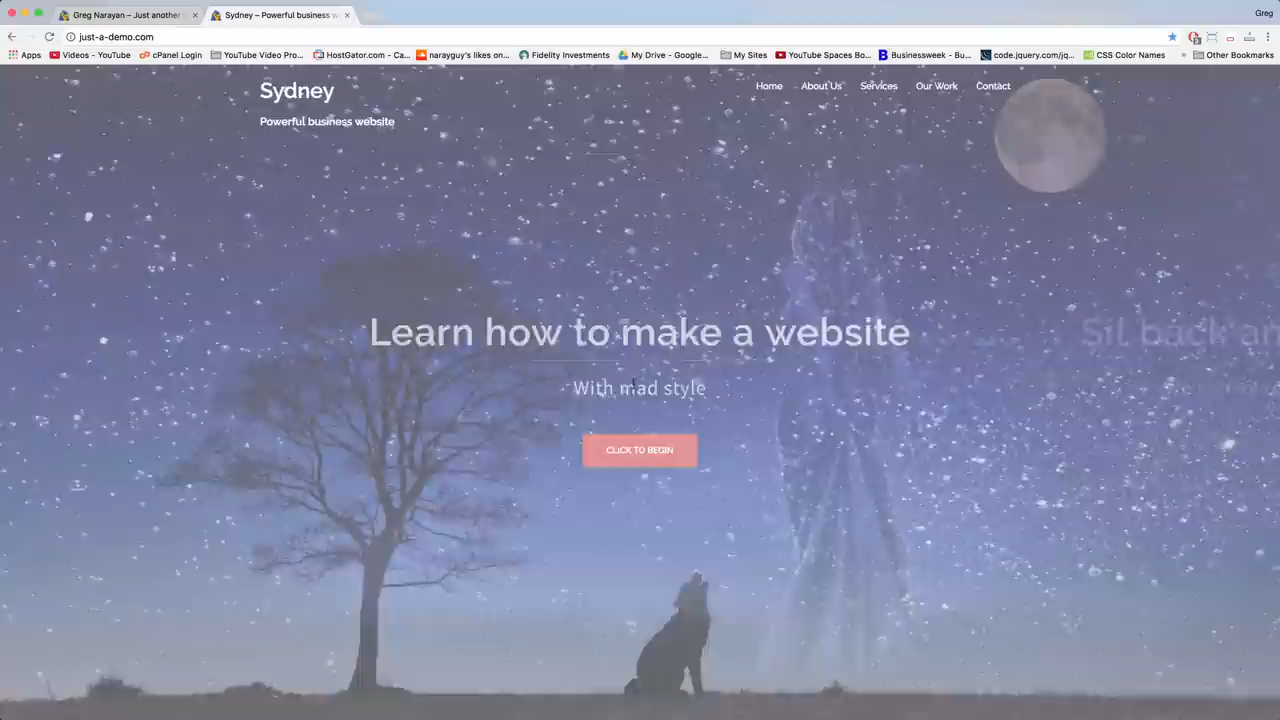 Greg Narayan – Just another
Sydney – Powerful business w
Greg
just-a-demo.com
Apps
Videos - YouTube
cPanel Login
YouTube Video Pro...
HostGator.com - Ca...
narayguy's likes on...
Fidelity Investments
My Drive - Google...
My Sites
YouTube Spaces Bo...
Businessweek - Bu...
code.jquery.com/jq...
CSS Color Names
»
Other Bookmarks
Sydney
Powerful business website
Home
About Us
Services
Our Work
Contact
Learn how to make a website
With mad style
CLICK TO BEGIN
Sit back an